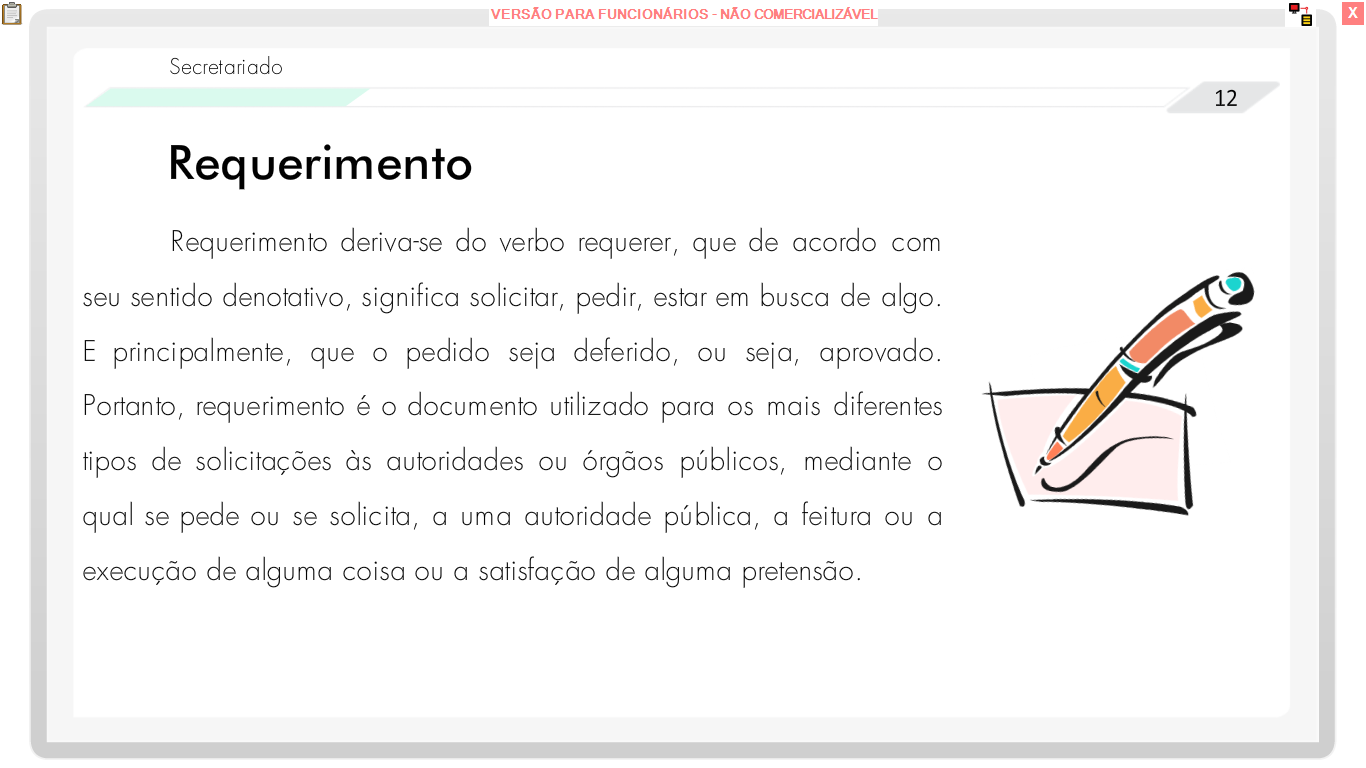 VERSÃO PARA FUNCIONÁRIOS - NÃO COMERCIALIZÁVEL
X
Secretariado
12
Requerimento
Requerimento deriva-se do verbo requerer, que de acordo com
seu sentido denotativo, significa solicitar, pedir, estar em busca de algo.
E principalmente, que o pedido seja deferido, ou seja, aprovado.
Portanto, requerimento é o documento utilizado para os mais diferentes
tipos de solicitações às autoridades ou órgãos públicos, mediante o
qual se pede ou se solicita, a uma autoridade pública, a feitura ou a
execução de alguma coisa ou a satisfação de alguma pretensão.